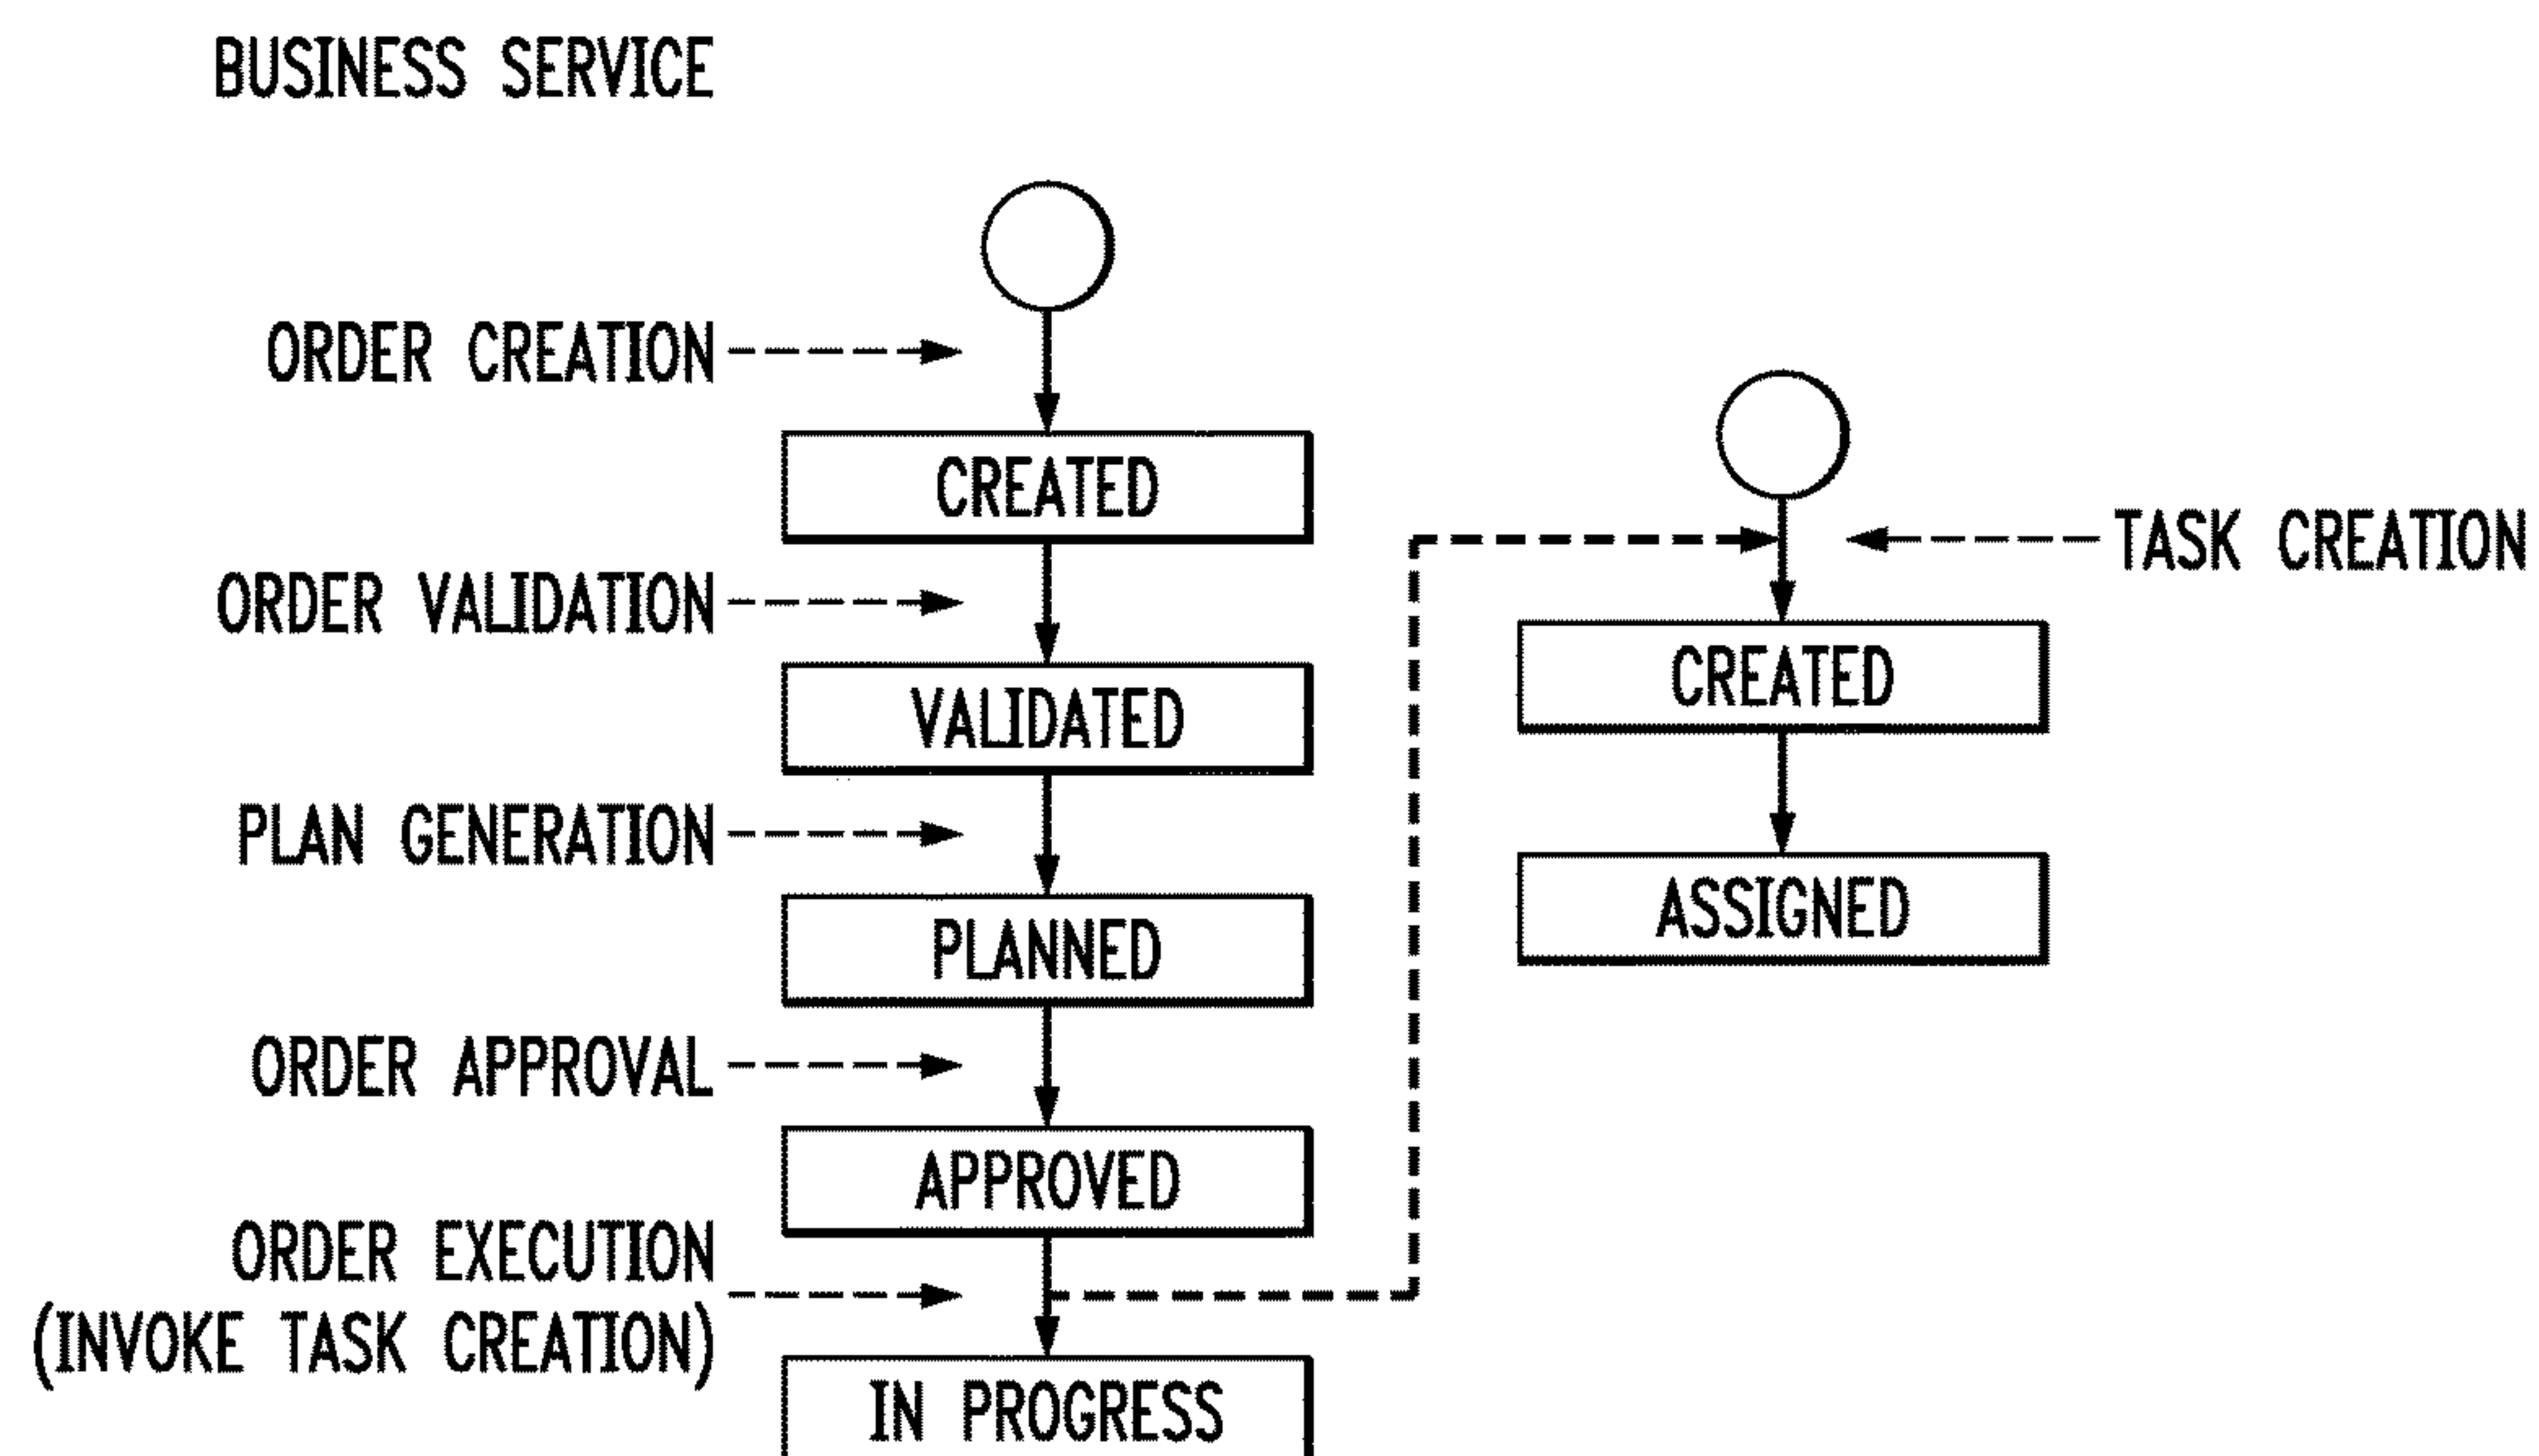 BUSINESS SERVICE
ORDER CREATION
CREATED
ORDER VALIDATION
VALIDATED
PLAN GENERATION
PLANNED
ORDER APPROVAL
APPROVED
ORDER EXECUTION
(INVOKE TASK CREATION)
IN PROGRESS
TASK CREATION
CREATED
ASSIGNED